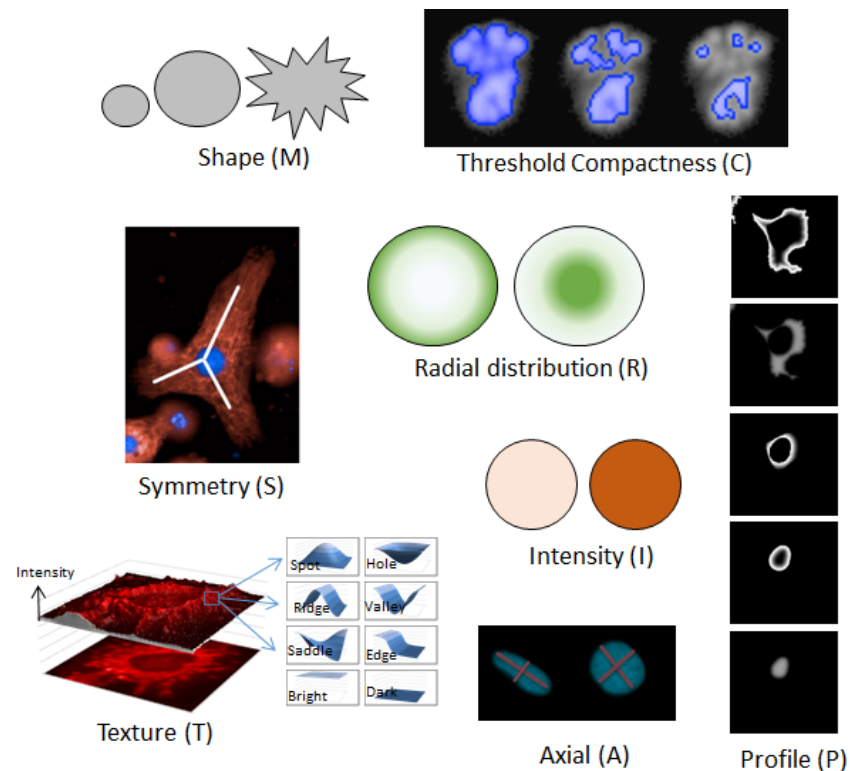 Shape (M)
Threshold Compactness (C)
Radial distribution (R)
Symmetry (S)
Intensity (I)
Intensity
Spot
Hole
Ridge
Valley
Saddle
Edge
Bright
Dark
Texture (T)
Axial (A)
Profile (P)